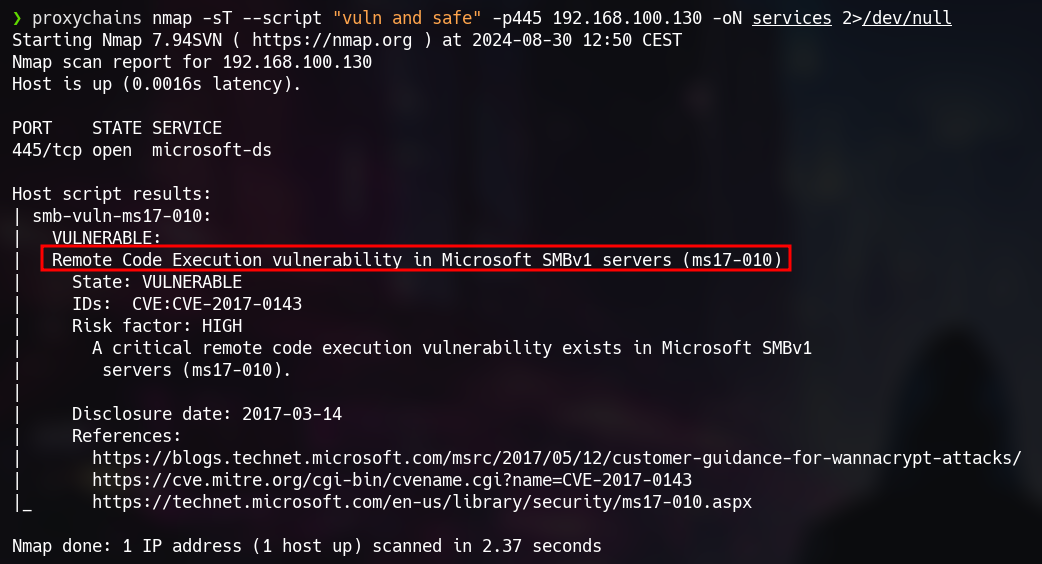 ❯ proxychains nmap -sT --script "vuln and safe" -p445 192.168.100.130 -oN services 2>/dev/null
Starting Nmap 7.94SVN ( https://nmap.org ) at 2024-08-30 12:50 CEST
Nmap scan report for 192.168.100.130
Host is up (0.0016s latency).

PORT    STATE SERVICE
445/tcp open  microsoft-ds

Host script results:
| smb-vuln-ms17-010:
|   VULNERABLE:
|   Remote Code Execution vulnerability in Microsoft SMBv1 servers (ms17-010)
|     State: VULNERABLE
|     IDs:  CVE:CVE-2017-0143
|     Risk factor: HIGH
|       A critical remote code execution vulnerability exists in Microsoft SMBv1
|        servers (ms17-010).
|
|     Disclosure date: 2017-03-14
|     References:
|       https://blogs.technet.microsoft.com/msrc/2017/05/12/customer-guidance-for-wannacrypt-attacks/
|       https://cve.mitre.org/cgi-bin/cvename.cgi?name=CVE-2017-0143
|_      https://technet.microsoft.com/en-us/library/security/ms17-010.aspx

Nmap done: 1 IP address (1 host up) scanned in 2.37 seconds